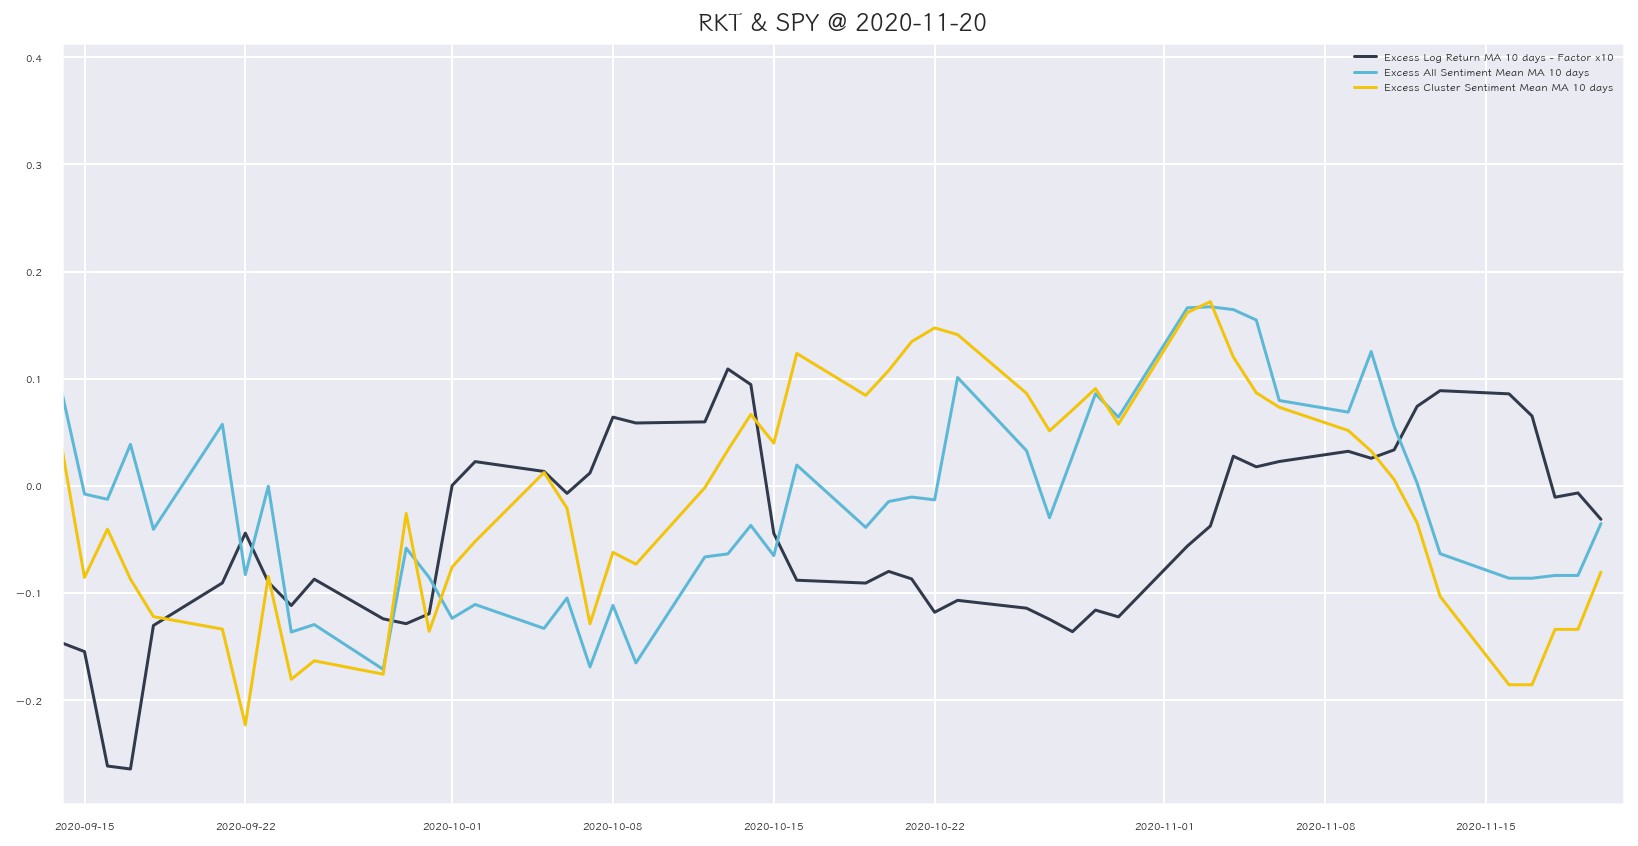 RKT & SPY @ 2020-11-20
Excess Log Return MA 10 days - Factor x10
Excess All Sentiment Mean MA 10 days
Excess Cluster Sentiment Mean MA 10 days
0.4
0.3
0.2
0.1
0.0
−0.1
−0.2
2020-09-15 2020-09-22 2020-10-01 2020-10-08 2020-10-15 2020-10-22 2020-11-01 2020-11-08 2020-11-15